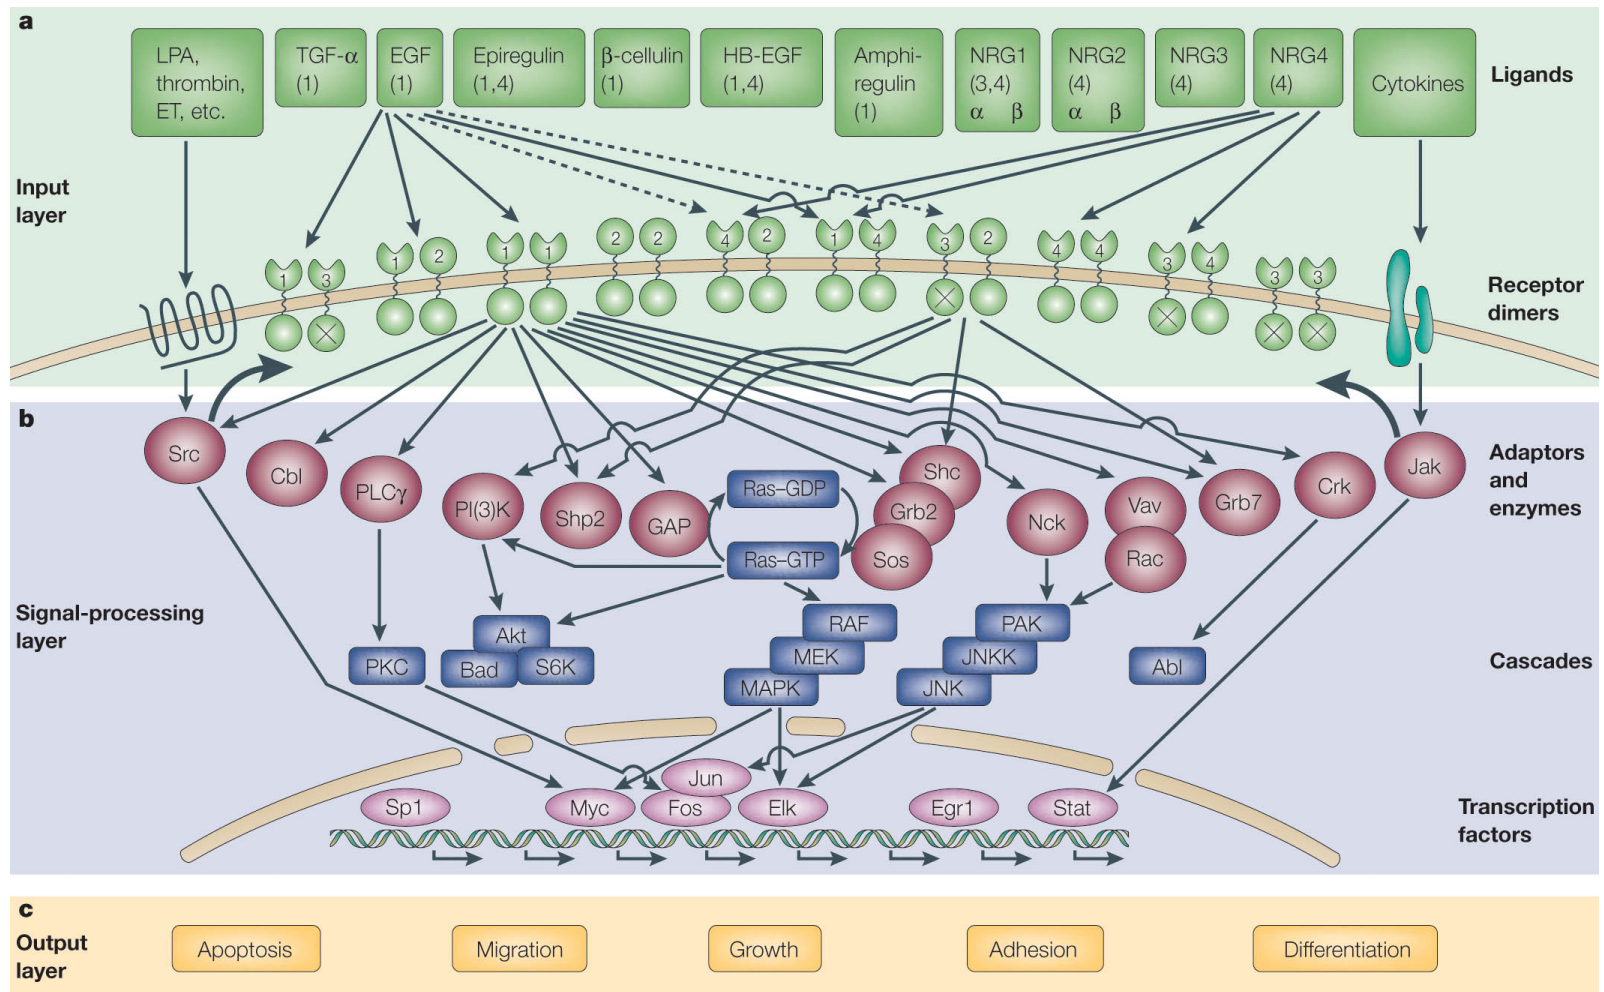 a
LPA,
thrombin,
ET, etc.
TGF-α
(1)
EGF
(1)
Epiregulin
(1,4)
β-cellulin
(1)
HB-EGF
(1,4)
Amphi-
regulin
(1)
NRG1
(3,4)
α β
NRG2
(4)
α β
NRG3
(4)
NRG4
(4)
Cytokines
Ligands
Input
layer
1 3
1 2
1 1
2 2
4 2
1 4
3 2
4 4
3 4
3 3
Receptor
dimers
b
Src
Cbl
PLCγ
PI(3)K
Shp2
GAP
Ras–GDP
Ras–GTP
Shc
Grb2
Sos
Nck
Vav
Rac
Grb7
Crk
Jak
Adaptors
and
enzymes
Signal-processing
layer
PKC
Akt
Bad
S6K
RAF
MEK
MAPK
PAK
JNKK
JNK
Abl
Cascades
Sp1
Myc
Jun
Fos
Elk
Egr1
Stat
Transcription
factors
c
Output
layer
Apoptosis
Migration
Growth
Adhesion
Differentiation